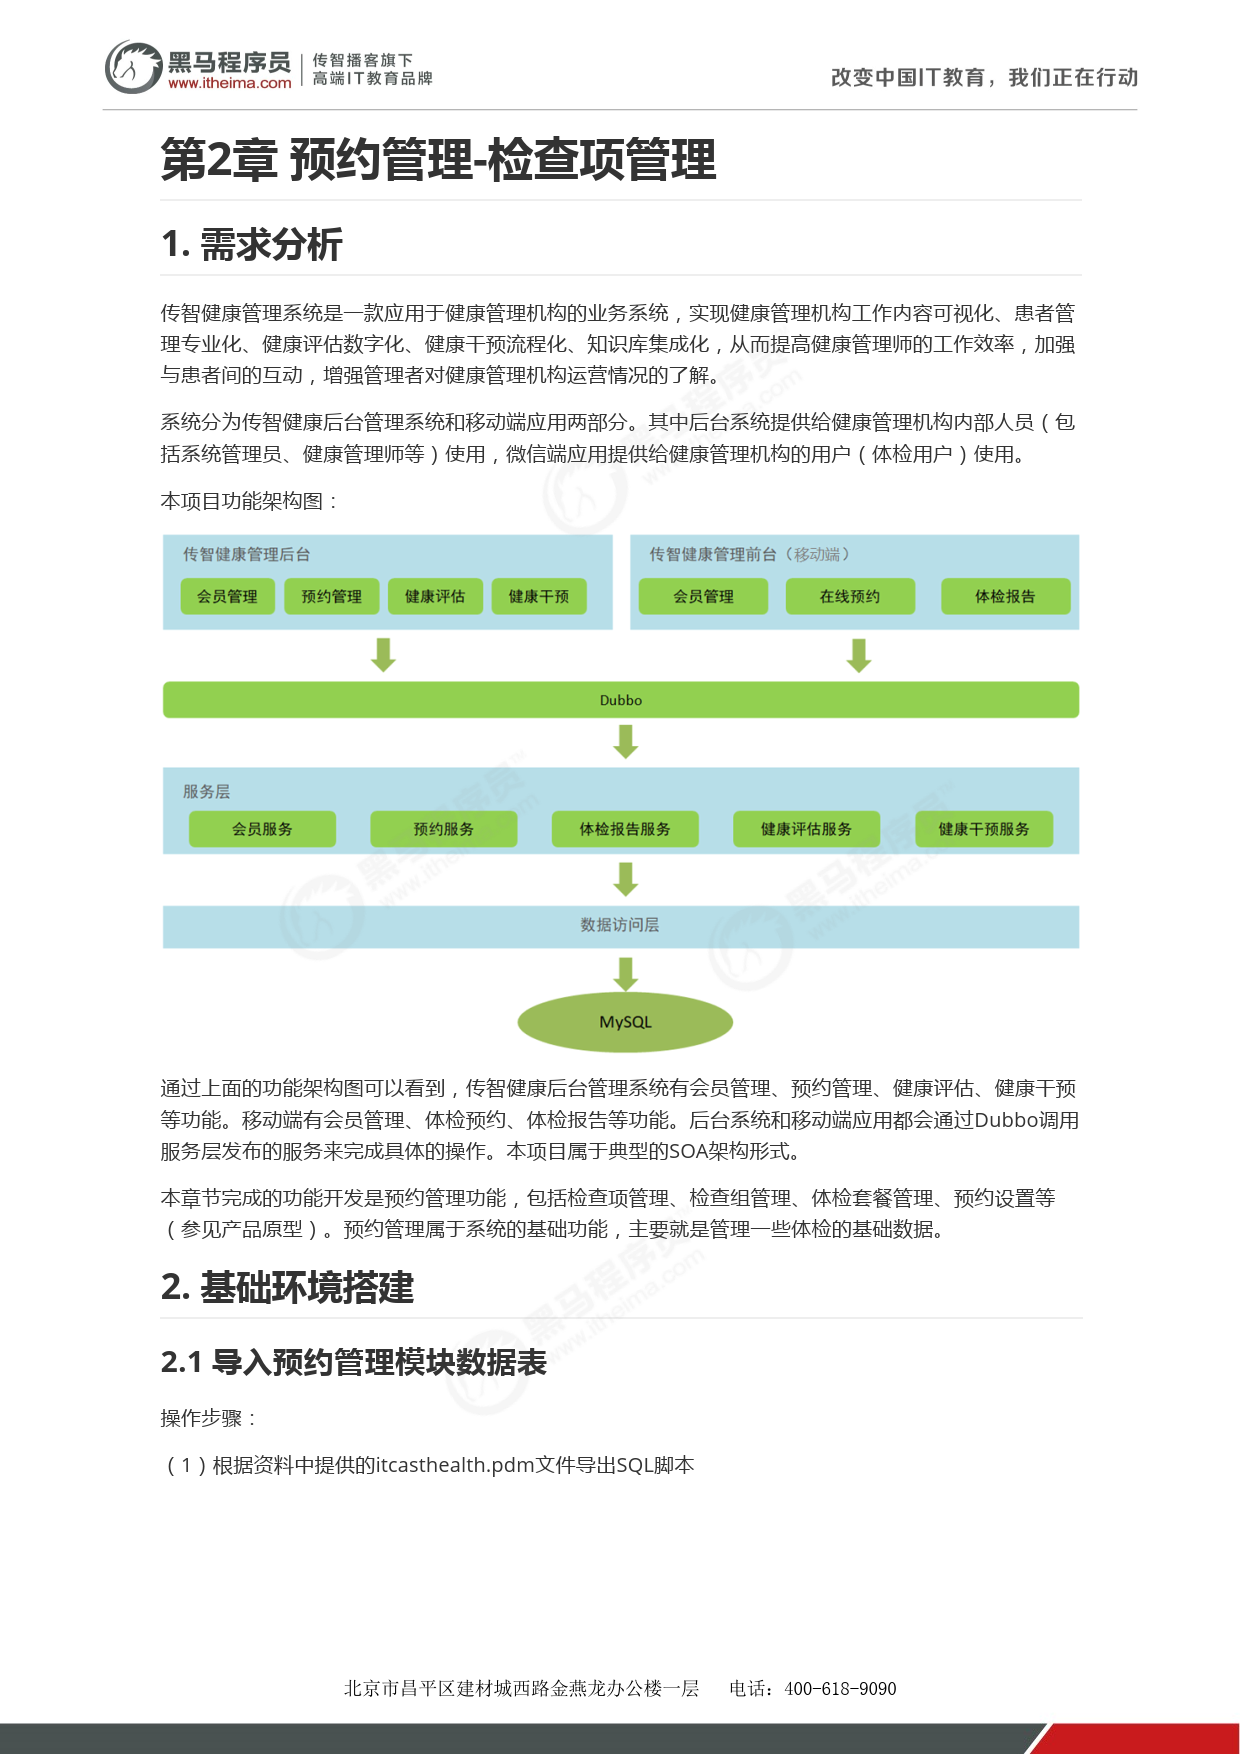 黑马程序员
www.itheima.com
传智播客旗下
高端IT教育品牌
改变中国IT教育，我们正在行动
第2章 预约管理-检查项管理
1. 需求分析
传智健康管理系统是一款应用于健康管理机构的业务系统，实现健康管理机构工作内容可视化、患者管
理专业化、健康评估数字化、健康干预流程化、知识库集成化，从而提高健康管理师的工作效率，加强
与患者间的互动，增强管理者对健康管理机构运营情况的了解。
系统分为传智健康后台管理系统和移动端应用两部分。其中后台系统提供给健康管理机构内部人员（包
括系统管理员、健康管理师等）使用，微信端应用提供给健康管理机构的用户（体检用户）使用。
本项目功能架构图：
传智健康管理后台
会员管理 预约管理 健康评估 健康干预
传智健康管理前台（移动端）
会员管理 在线预约 体检报告
Dubbo
服务层
会员服务 预约服务 体检报告服务 健康评估服务 健康干预服务
数据访问层
MySQL
通过上面的功能架构图可以看到，传智健康后台管理系统有会员管理、预约管理、健康评估、健康干预
等功能。移动端有会员管理、体检预约、体检报告等功能。后台系统和移动端应用都会通过Dubbo调用
服务层发布的服务来完成具体的操作。本项目属于典型的SOA架构形式。
本章节完成的功能开发是预约管理功能，包括检查项管理、检查组管理、体检套餐管理、预约设置等
（参见产品原型）。预约管理属于系统的基础功能，主要就是管理一些体检的基础数据。
2. 基础环境搭建
2.1 导入预约管理模块数据表
操作步骤：
（1）根据资料中提供的itcasthealth.pdm文件导出SQL脚本
北京市昌平区建材城西路金燕龙办公楼一层 电话：400-618-9090